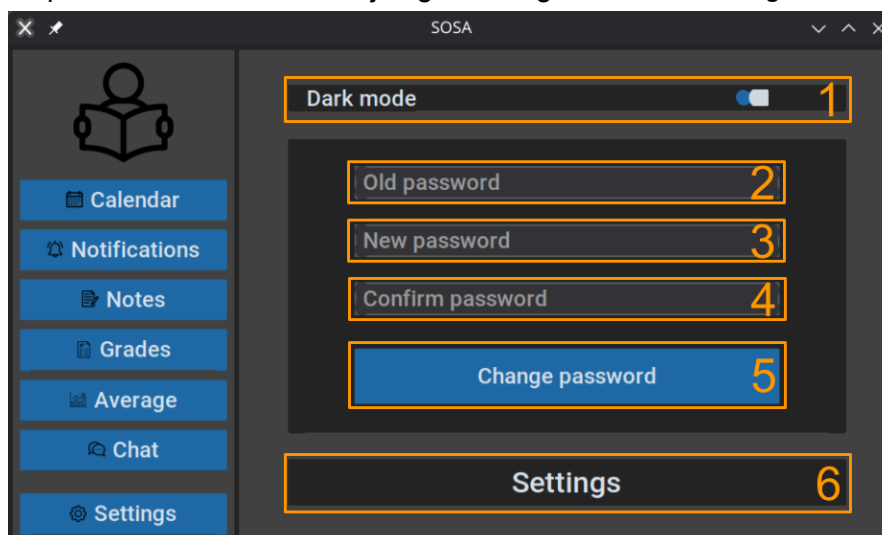 SOSA
Dark mode 1
Old password 2
New password 3
Confirm password 4
Change password 5
Settings 6
Calendar
Notifications
Notes
Grades
Average
Chat
Settings